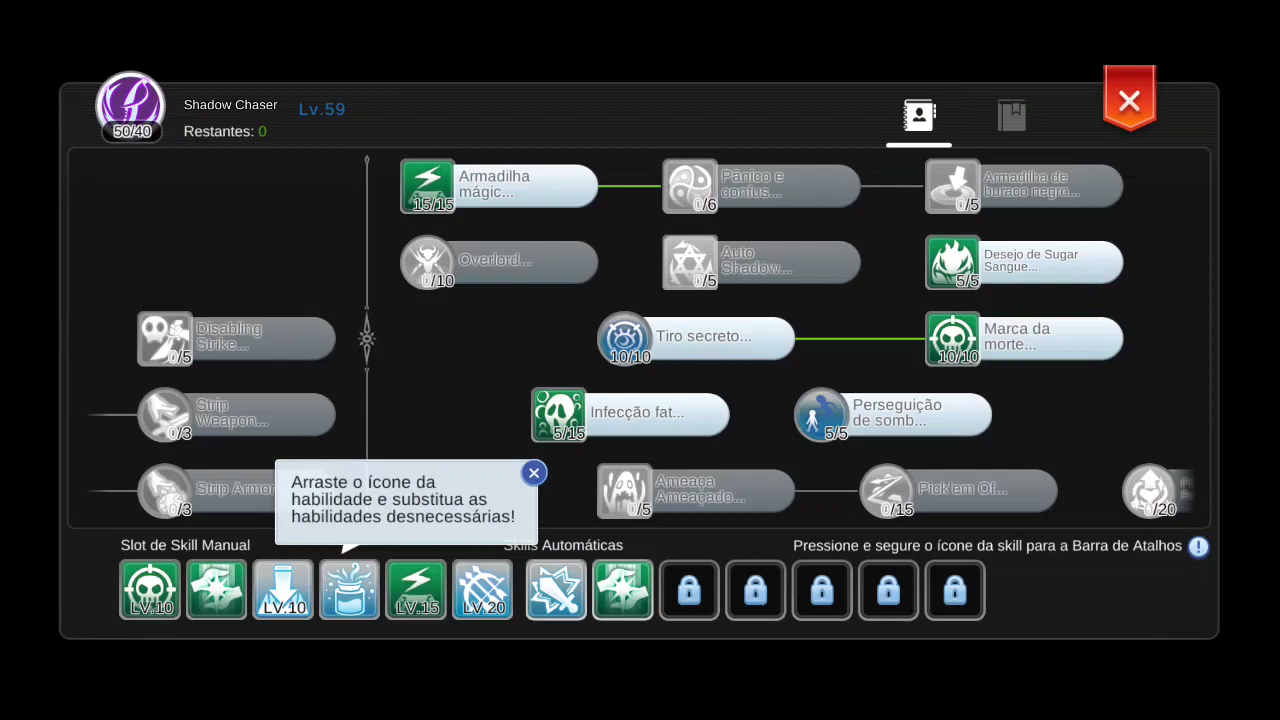 Shadow Chaser
Lv.59
50/40
Restantes: 0
Armadilha
mágic...
15/15
Pânico e
confus...
0/6
Armadilha de
buraco negro...
0/5
Overlord...
0/10
Auto
Shadow...
0/5
Desejo de Sugar
Sangue...
5/5
Disabling
Strike...
0/5
Tiro secreto...
10/10
Marca da
morte...
10/10
Strip
Weapon...
0/3
Infecção fat...
5/15
Perseguição
de somb...
5/5
Strip Armor
0/3
Ameaça
Ameaçado...
0/5
Pick'em Of...
0/15
0/20
Arraste o ícone da
habilidade e substitua as
habilidades desnecessárias!
Slot de Skill Manual
Skills Automáticas
Pressione e segure o ícone da skill para a Barra de Atalhos
LV.10
LV.10
LV.15
LV.20